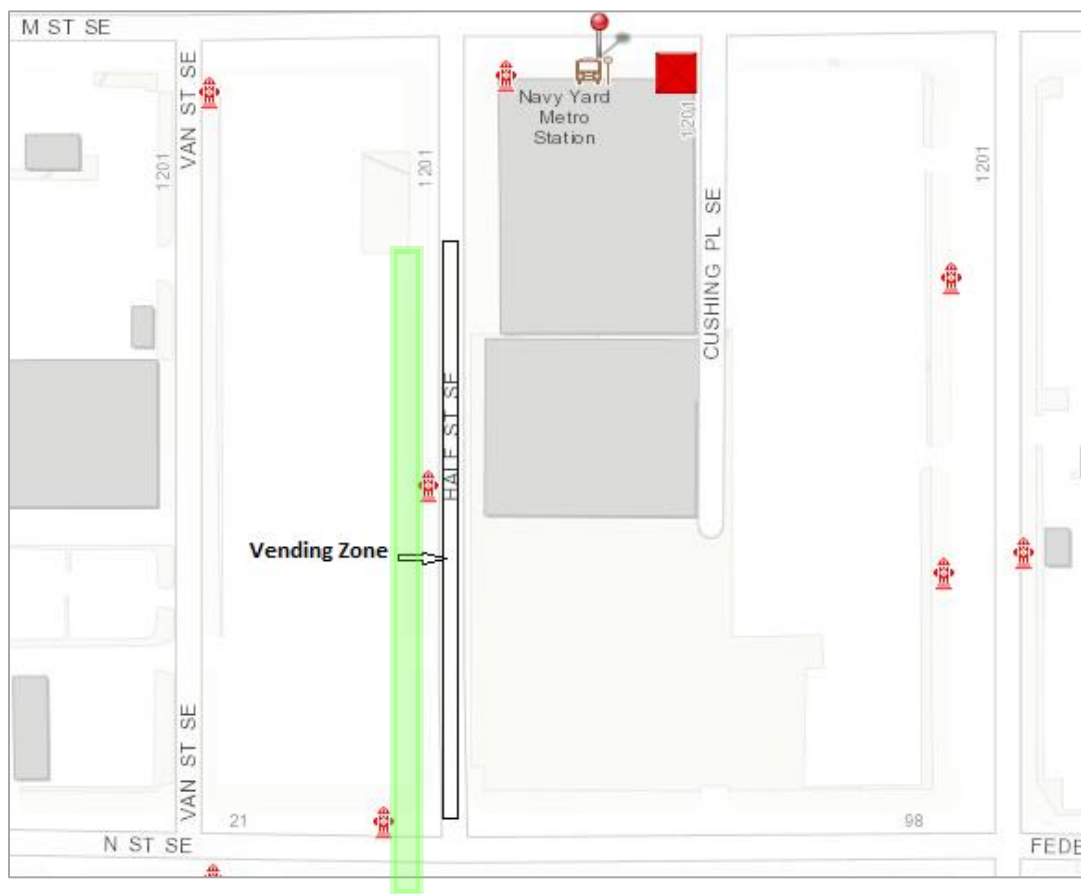 M ST SE
VAN ST SE
1201
Navy Yard
Metro
Station
1201
1201
1201
CUSHING PL SE
HALF ST SE
Vending Zone
VAN ST SE
21
98
N ST SE
FEDE